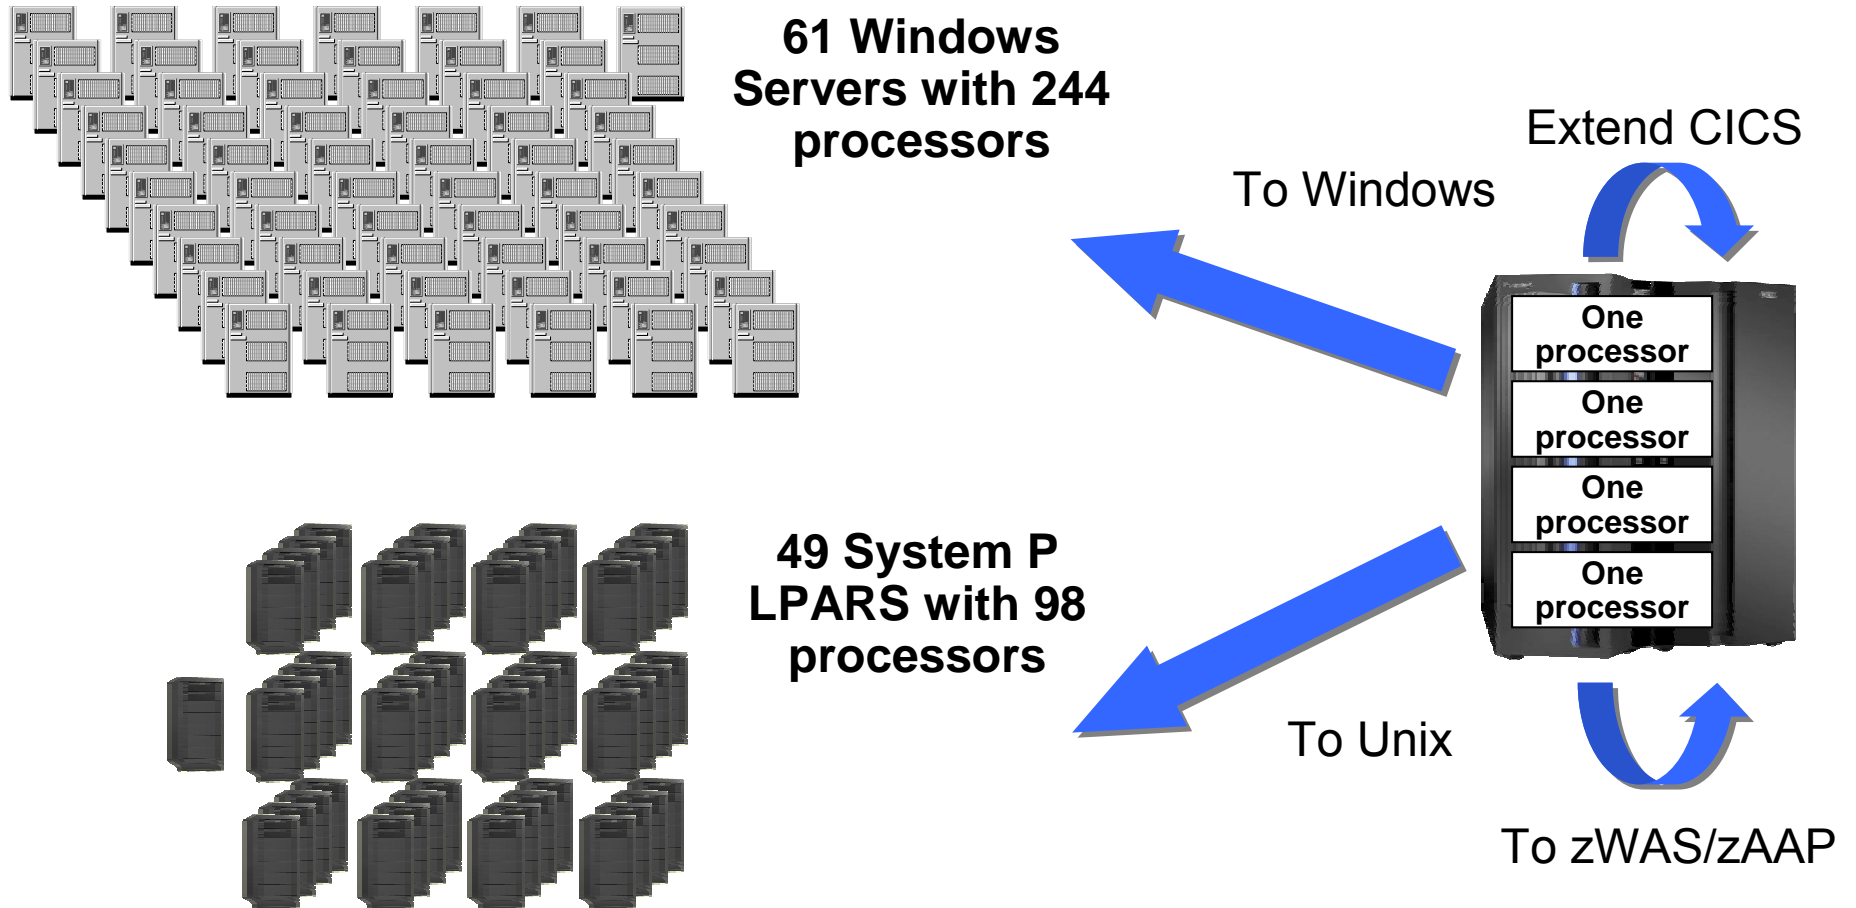 61 Windows
Servers with 244
processors
Extend CICS
To Windows
One
processor
One
processor
One
processor
One
processor
49 System P
LPARS with 98
processors
To Unix
To zWAS/zAAP